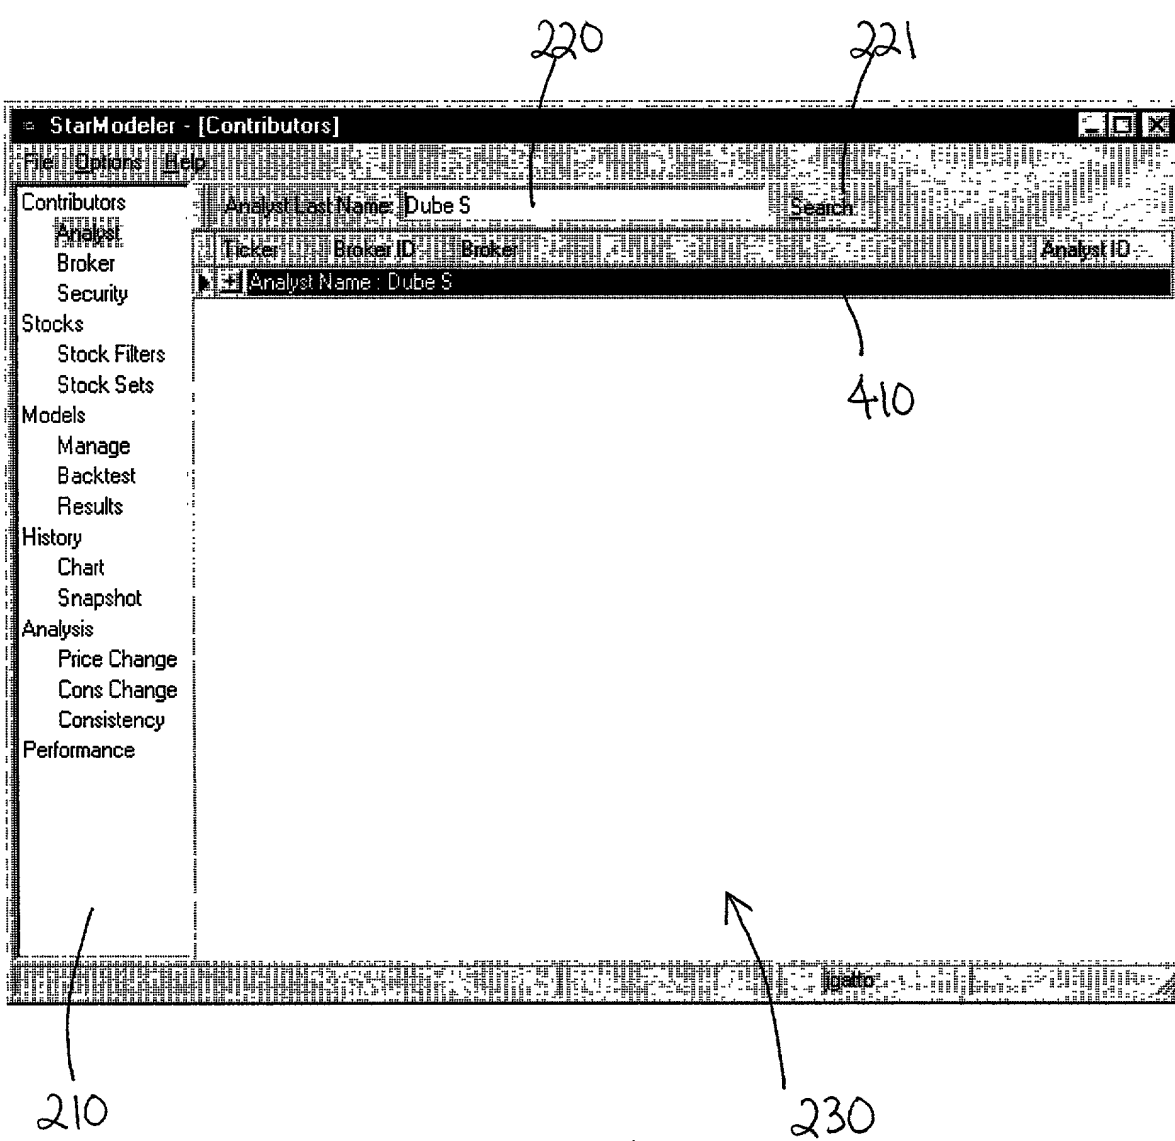 220 221
StarModeler - [Contributors]
File Options Help
Contributors
Analyst
Broker
Security
Stocks
Stock Filters
Stock Sets
Models
Manage
Backtest
Results
History
Chart
Snapshot
Analysis
Price Change
Cons Change
Consistency
Performance
Analyst Last Name: Dube S Search
Ticker Broker ID Broker Analyst ID
Analyst Name : Dube S
410
jgatto
210 230